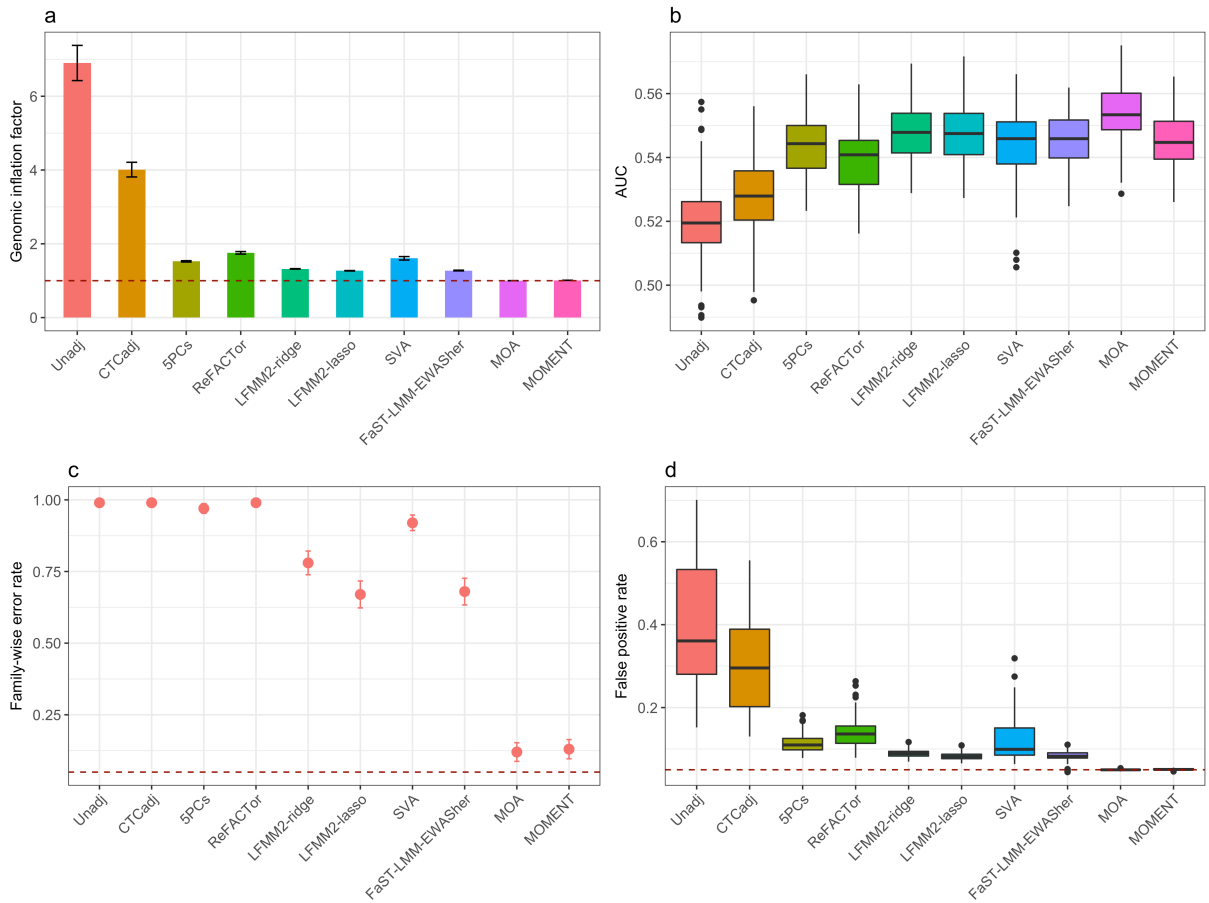 a
Genomic inflation factor
6
4
2
0
Unadj
CTCadj
5PCs
ReFACTor
LFMM2-ridge
LFMM2-lasso
SVA
FaST-LMM-EWASher
MOA
MOMENT
b
AUC
0.56
0.54
0.52
0.50
Unadj
CTCadj
5PCs
ReFACTor
LFMM2-ridge
LFMM2-lasso
SVA
FaST-LMM-EWASher
MOA
MOMENT
c
Family-wise error rate
1.00
0.75
0.50
0.25
Unadj
CTCadj
5PCs
ReFACTor
LFMM2-ridge
LFMM2-lasso
SVA
FaST-LMM-EWASher
MOA
MOMENT
d
False positive rate
0.6
0.4
0.2
Unadj
CTCadj
5PCs
ReFACTor
LFMM2-ridge
LFMM2-lasso
SVA
FaST-LMM-EWASher
MOA
MOMENT